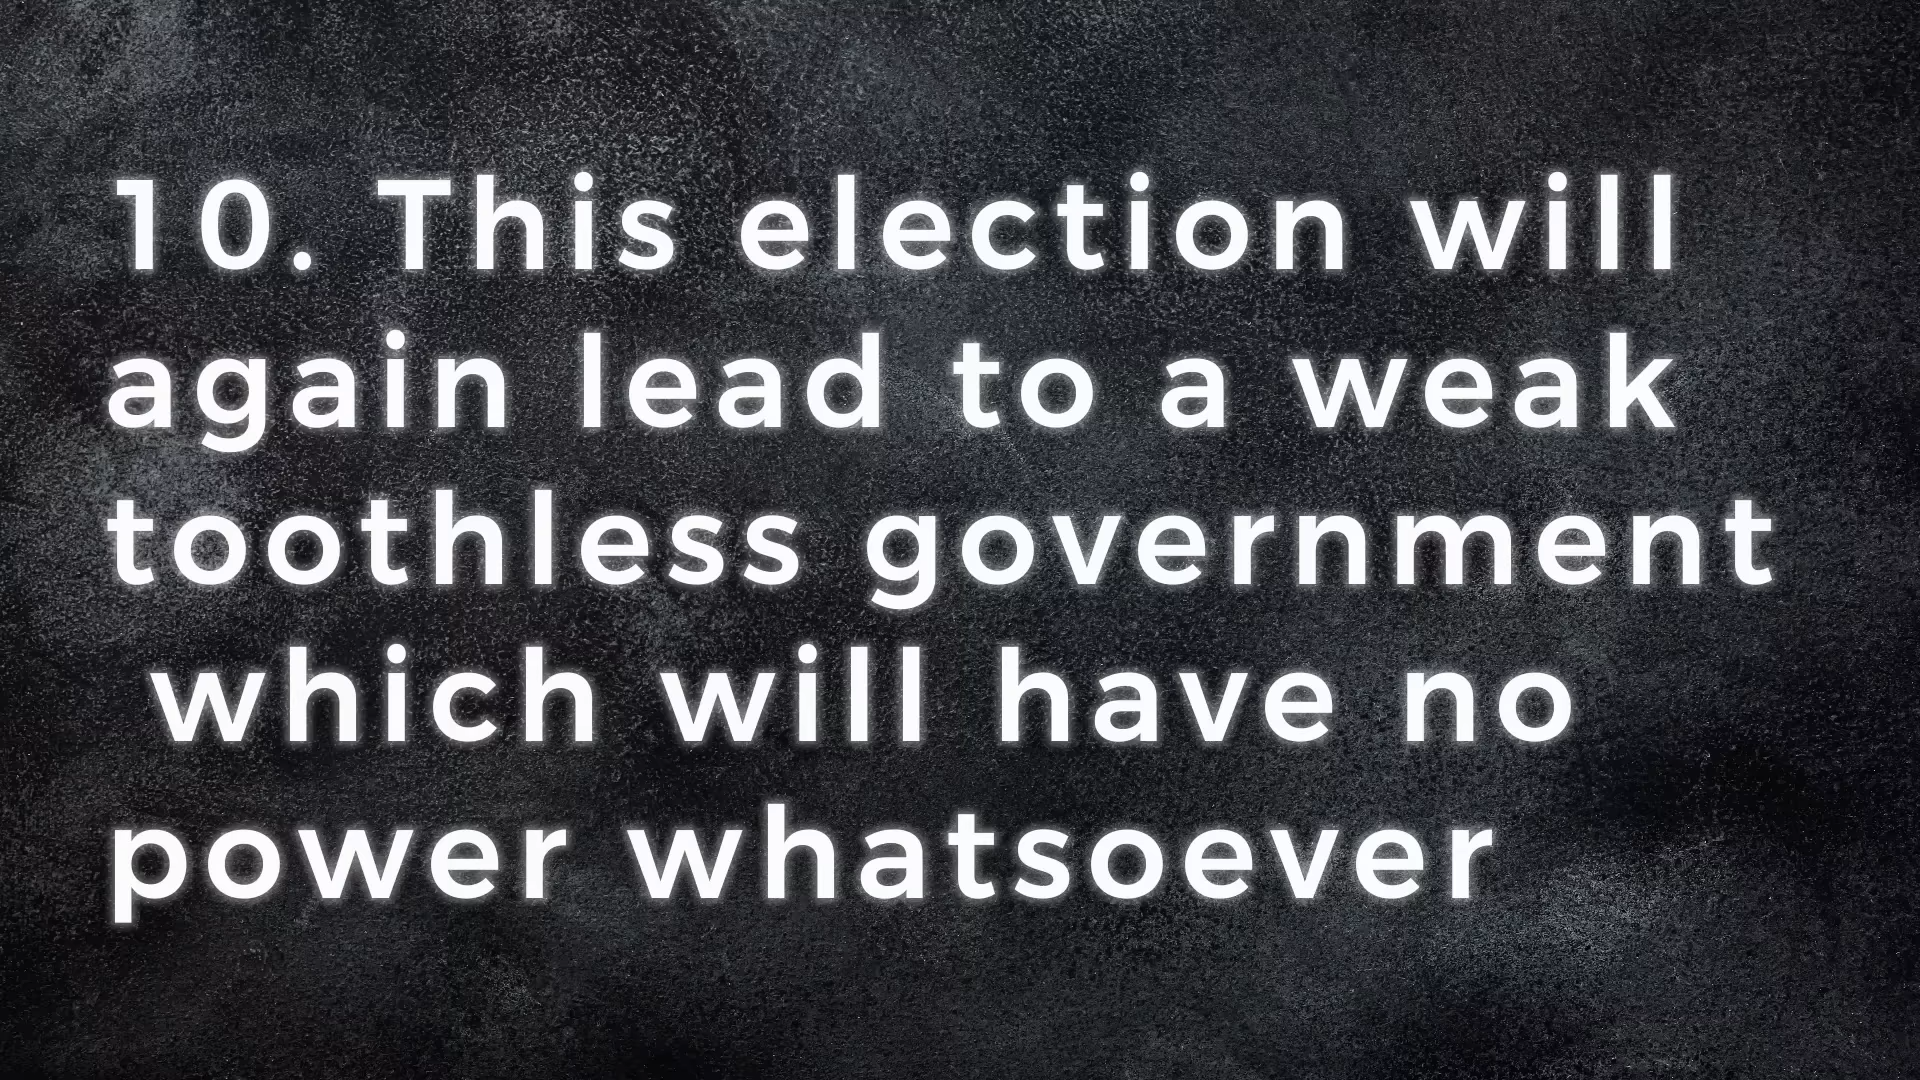 10. This election will
again lead to a weak
toothless government
which will have no
power whatsoever